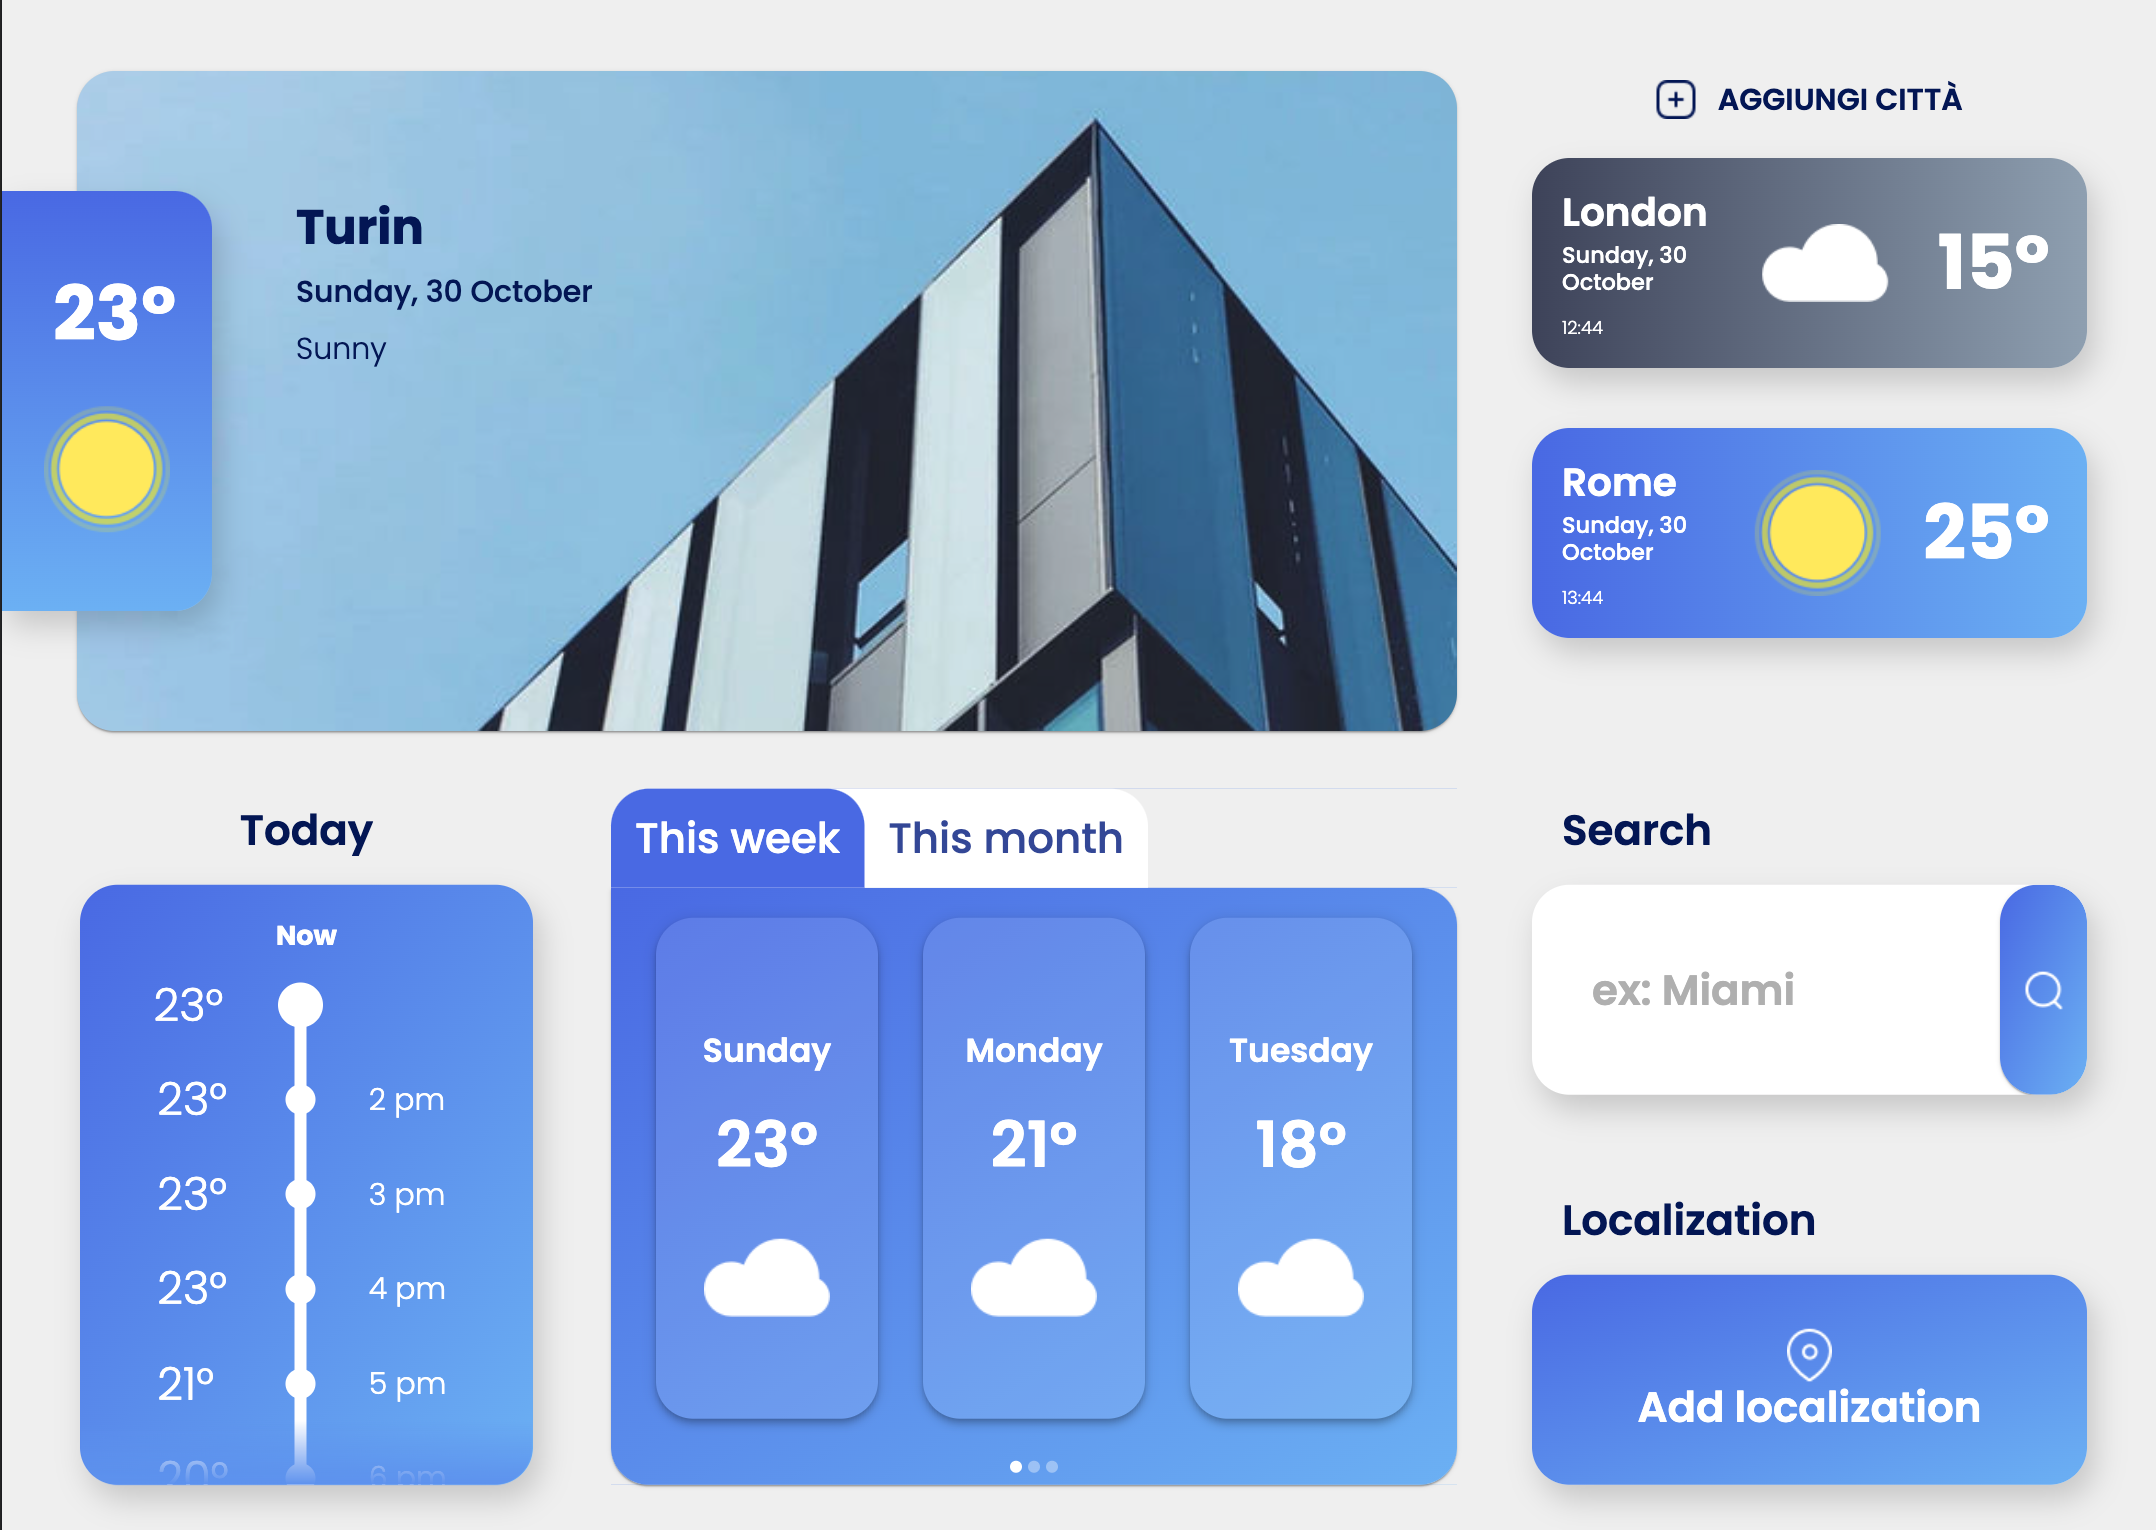 AGGIUNGI CITTÀ
23°
Turin
Sunday, 30 October
Sunny
London
Sunday, 30
October
12:44
15°
Rome
Sunday, 30
October
13:44
25°
Today
Now
23°
23° 2 pm
23° 3 pm
23° 4 pm
21° 5 pm
20° 6 pm
This week This month
Sunday
23°
Monday
21°
Tuesday
18°
Search
ex: Miami
Localization
Add localization